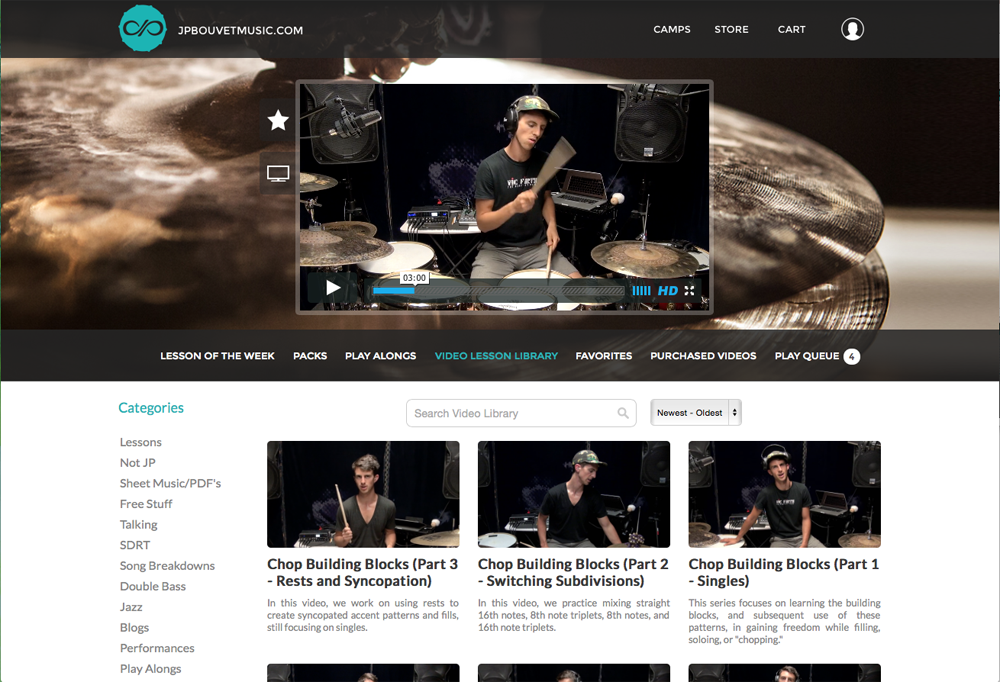 JPBOUVETMUSIC.COM
CAMPS STORE CART
VIC FIRTH
03:00
HD
LESSON OF THE WEEK PACKS PLAY ALONGS VIDEO LESSON LIBRARY FAVORITES PURCHASED VIDEOS PLAY QUEUE 4
Categories
Search Video Library
Newest - Oldest
Lessons
Not JP
Sheet Music/PDF's
Free Stuff
Talking
SDRT
Song Breakdowns
Double Bass
Jazz
Blogs
Performances
Play Alongs
Chop Building Blocks (Part 3
- Rests and Syncopation)
In this video, we work on using rests to
create syncopated accent patterns and fills,
still focusing on singles.
Chop Building Blocks (Part 2
- Switching Subdivisions)
In this video, we practice mixing straight
16th notes, 8th note triplets, 8th notes, and
16th note triplets.
Chop Building Blocks (Part 1
- Singles)
This series focuses on learning the building
blocks, and subsequent use of these
patterns, in gaining freedom while filling,
soloing, or "chopping."